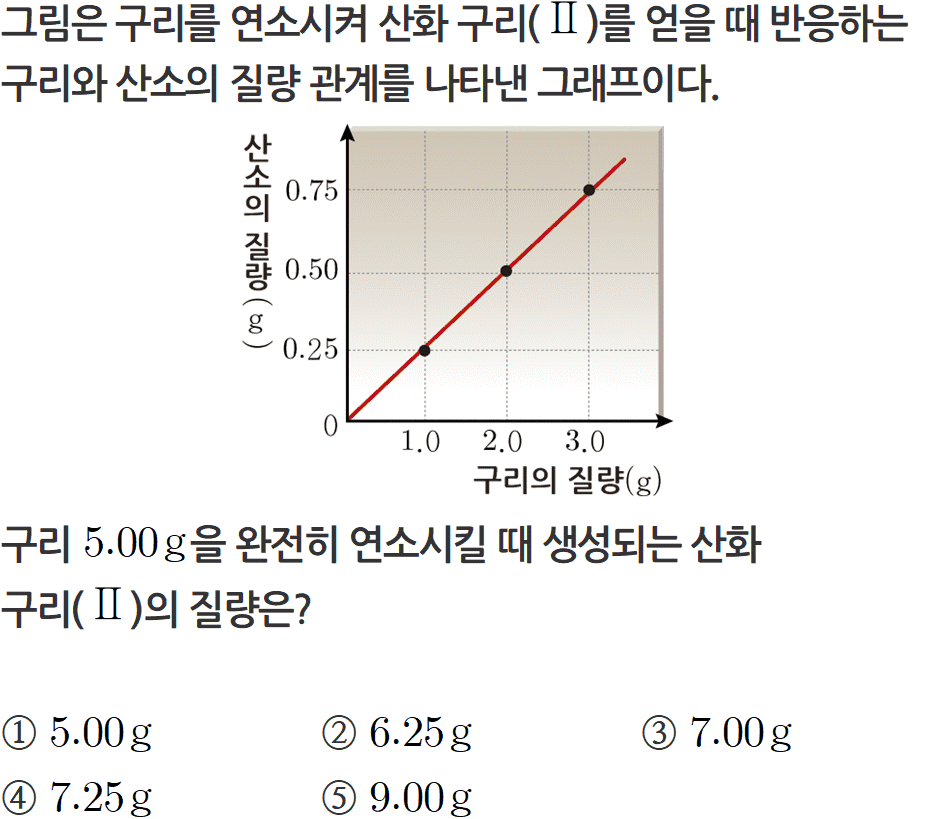 그림은 구리를 연소시켜 산화 구리(Ⅱ)를 얻을 때 반응하는
구리와 산소의 질량 관계를 나타낸 그래프이다.
산소의 질량(g)
0.75
0.50
0.25
0
1.0 2.0 3.0
구리의 질량(g)
구리 5.00 g을 완전히 연소시킬 때 생성되는 산화
구리(Ⅱ)의 질량은?
① 5.00 g ② 6.25 g ③ 7.00 g
④ 7.25 g ⑤ 9.00 g